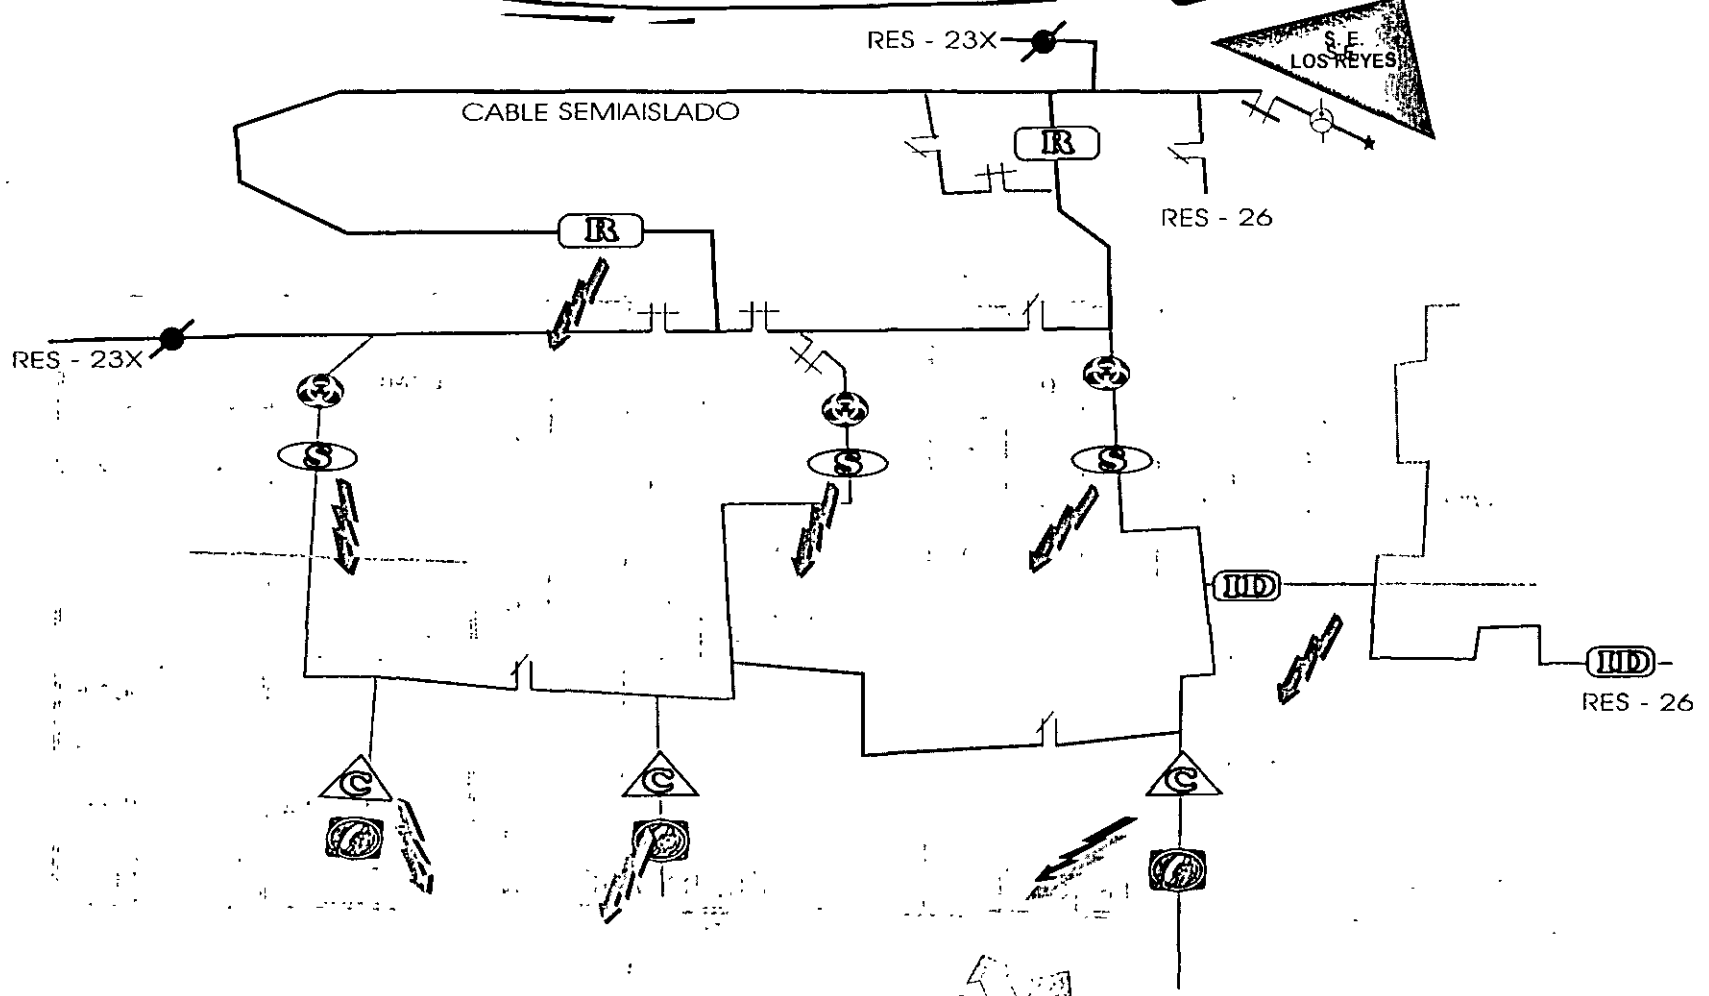 RES - 23X
S. E.
S.E.
LOS REYES
CABLE SEMIAISLADO
R
RES - 26
R
RES - 23X
S
S
S
ID
ID
RES - 26
C
C
C